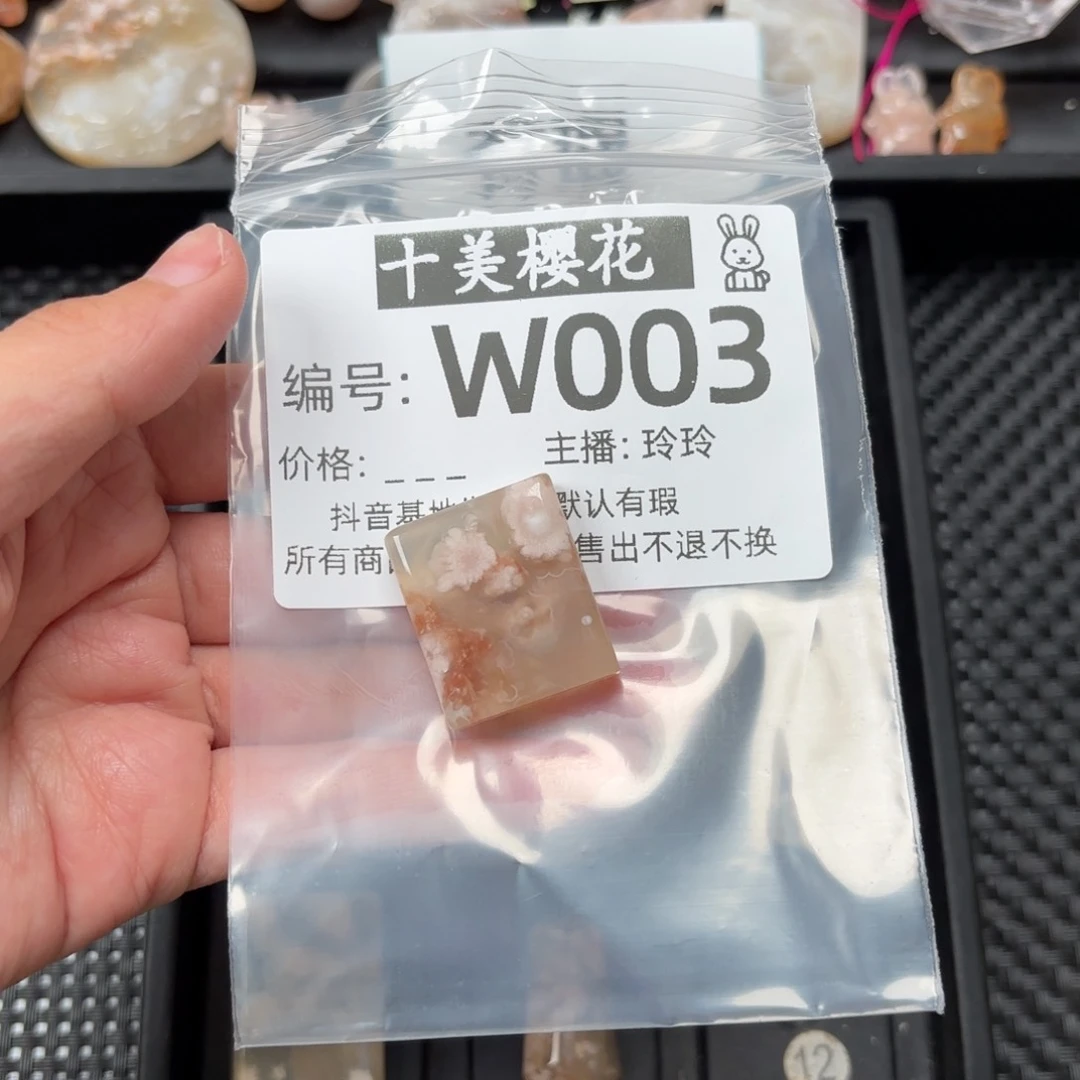 十美樱花
编号: W003
价格: _ _ _ 主播: 玲玲
抖音基地 默认有瑕
所有商 售出不退不换
12